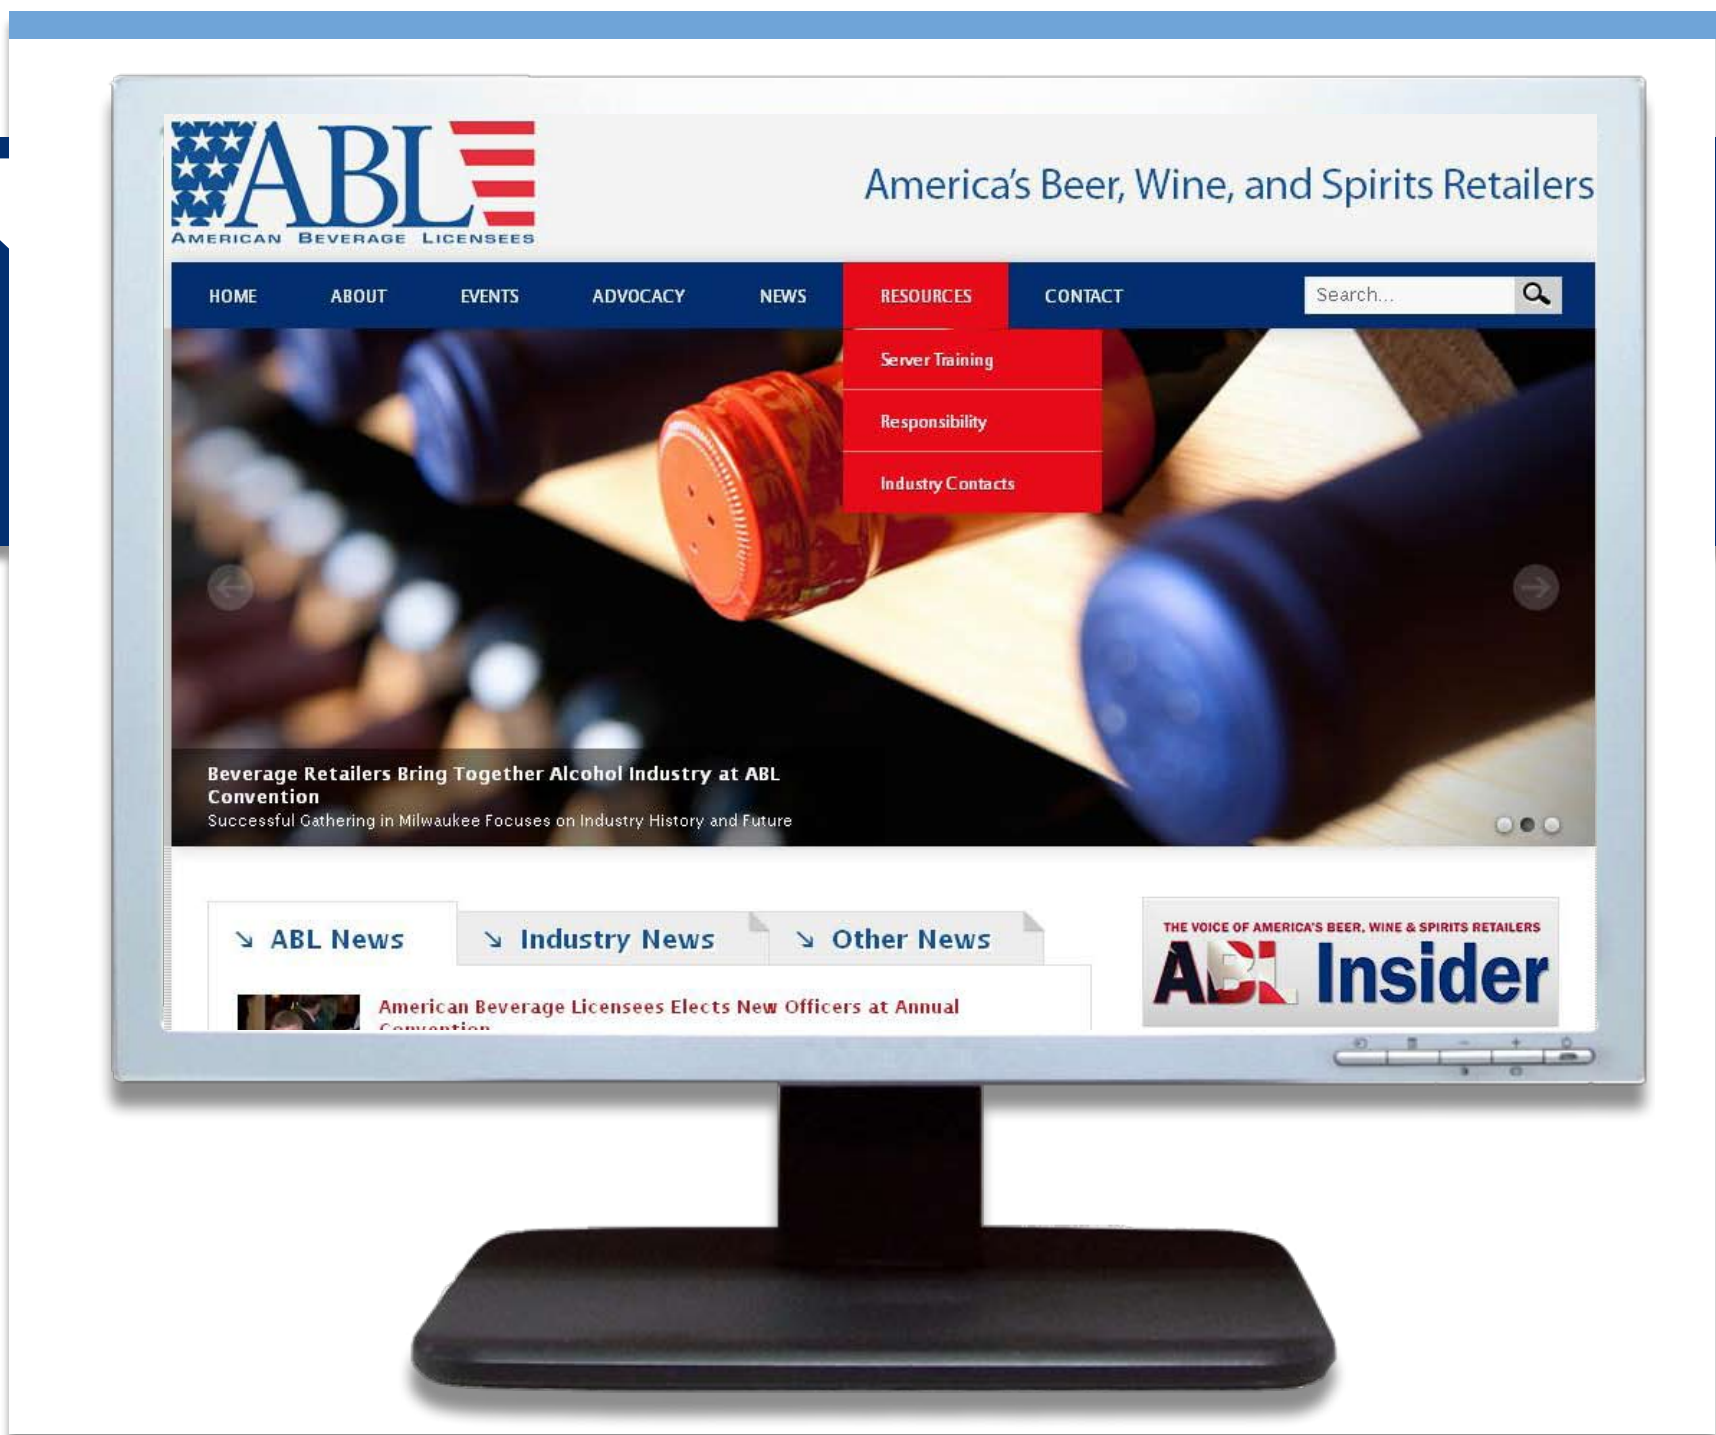 ABL
AMERICAN BEVERAGE LICENSEES
America's Beer, Wine, and Spirits Retailers
HOME ABOUT EVENTS ADVOCACY NEWS RESOURCES CONTACT Search...
Server Training
Responsibility
Industry Contacts
Beverage Retailers Bring Together Alcohol Industry at ABL
Convention
Successful Gathering in Milwaukee Focuses on Industry History and Future
ABL News Industry News Other News
THE VOICE OF AMERICA'S BEER, WINE & SPIRITS RETAILERS
ABL Insider
American Beverage Licensees Elects New Officers at Annual
Convention